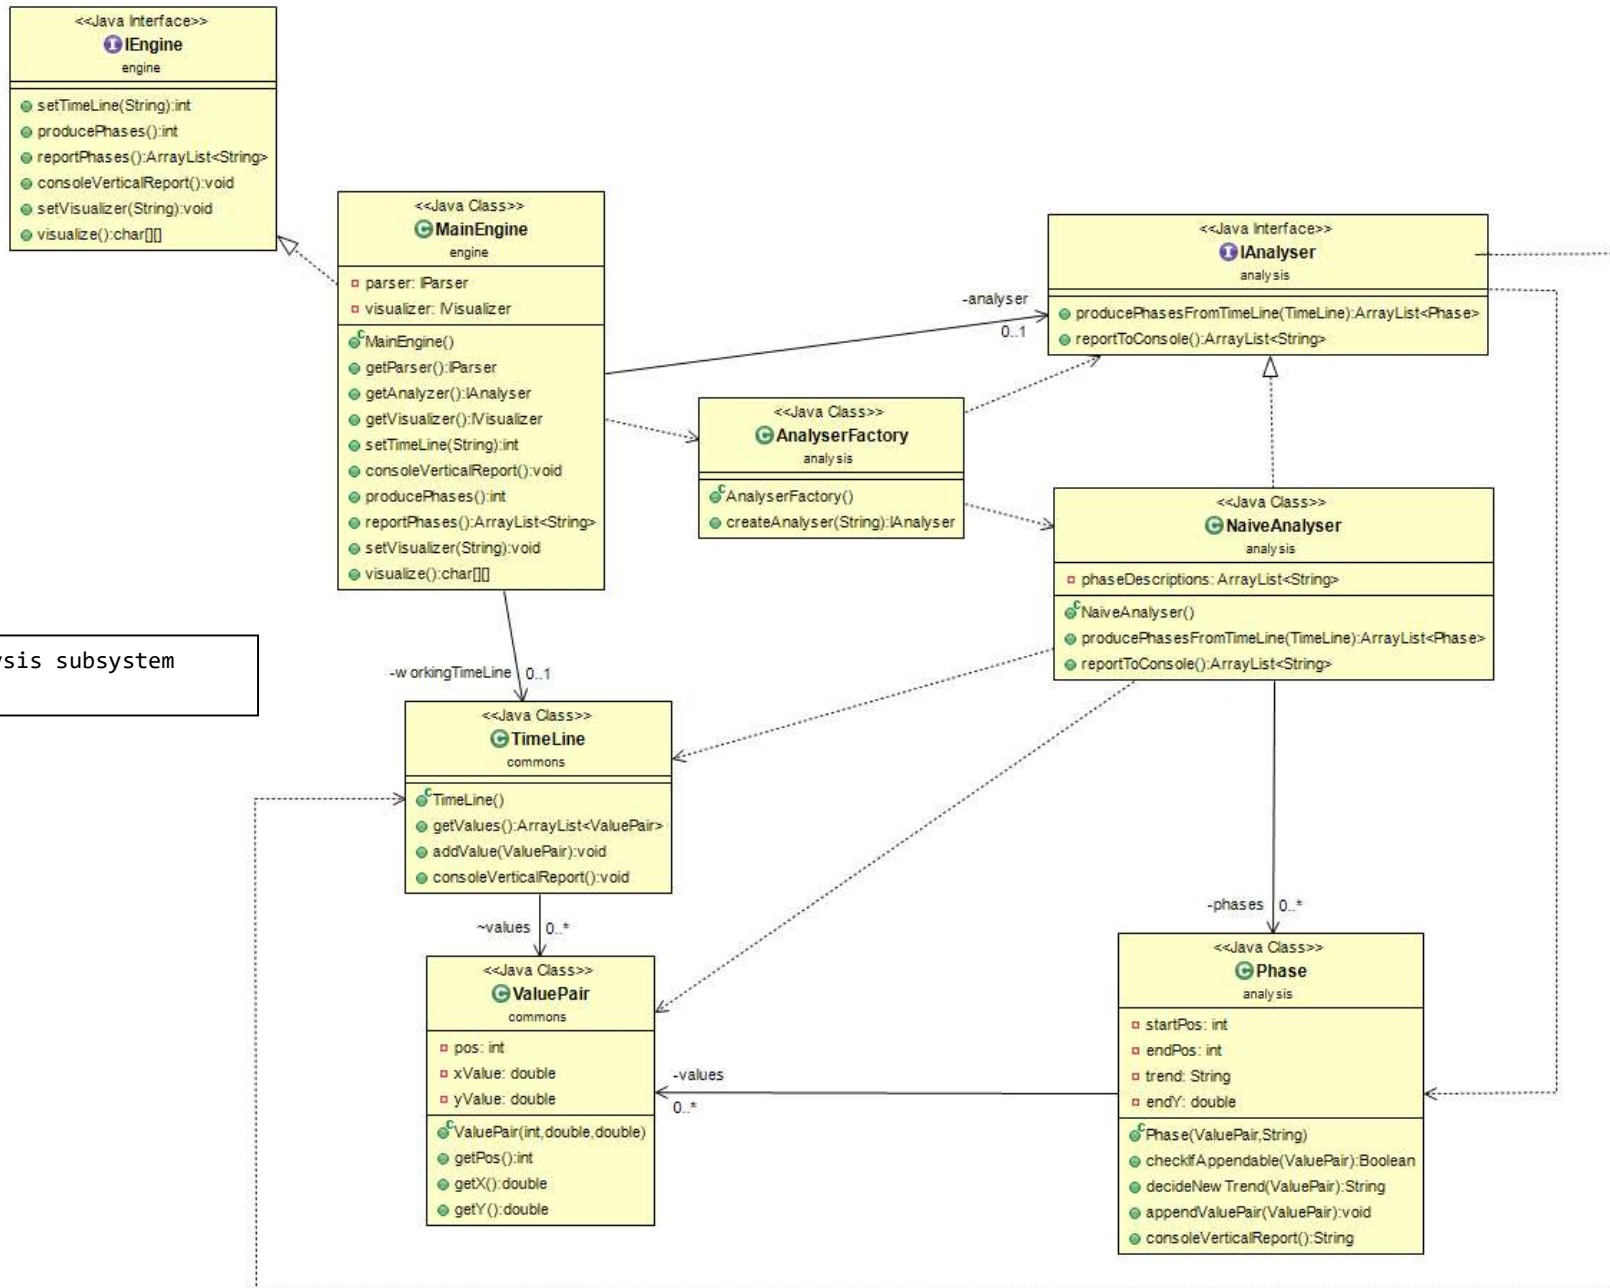 <<Java Interface>>
IEngine
engine
setTimeLine(String):int
producePhases():int
reportPhases():ArrayList<String>
consoleVerticalReport():void
setVisualizer(String):void
visualize():char[][]
<<Java Class>>
MainEngine
engine
parser: IParser
visualizer: IVisualizer
MainEngine()
getParser():IParser
getAnalyzer():IAnalyser
getVisualizer():IVisualizer
setTimeLine(String):int
consoleVerticalReport():void
producePhases():int
reportPhases():ArrayList<String>
setVisualizer(String):void
visualize():char[][]
-analyser
0..1
<<Java Interface>>
IAnalyser
analysis
producePhasesFromTimeLine(TimeLine):ArrayList<Phase>
reportToConsole():ArrayList<String>
<<Java Class>>
AnalyserFactory
analysis
AnalyserFactory()
createAnalyser(String):IAnalyser
<<Java Class>>
NaiveAnalyser
analysis
phaseDescriptions: ArrayList<String>
NaiveAnalyser()
producePhasesFromTimeLine(TimeLine):ArrayList<Phase>
reportToConsole():ArrayList<String>
ysis subsystem
-workingTimeLine
0..1
<<Java Class>>
TimeLine
commons
TimeLine()
getValues():ArrayList<ValuePair>
addValue(ValuePair):void
consoleVerticalReport():void
~values
0..*
<<Java Class>>
ValuePair
commons
pos: int
xValue: double
yValue: double
ValuePair(int,double,double)
getPos():int
getX():double
getY():double
-values
0..*
-phases
0..*
<<Java Class>>
Phase
analysis
startPos: int
endPos: int
trend: String
endY: double
Phase(ValuePair,String)
checkIfAppendable(ValuePair):Boolean
decideNewTrend(ValuePair):String
appendValuePair(ValuePair):void
consoleVerticalReport():String